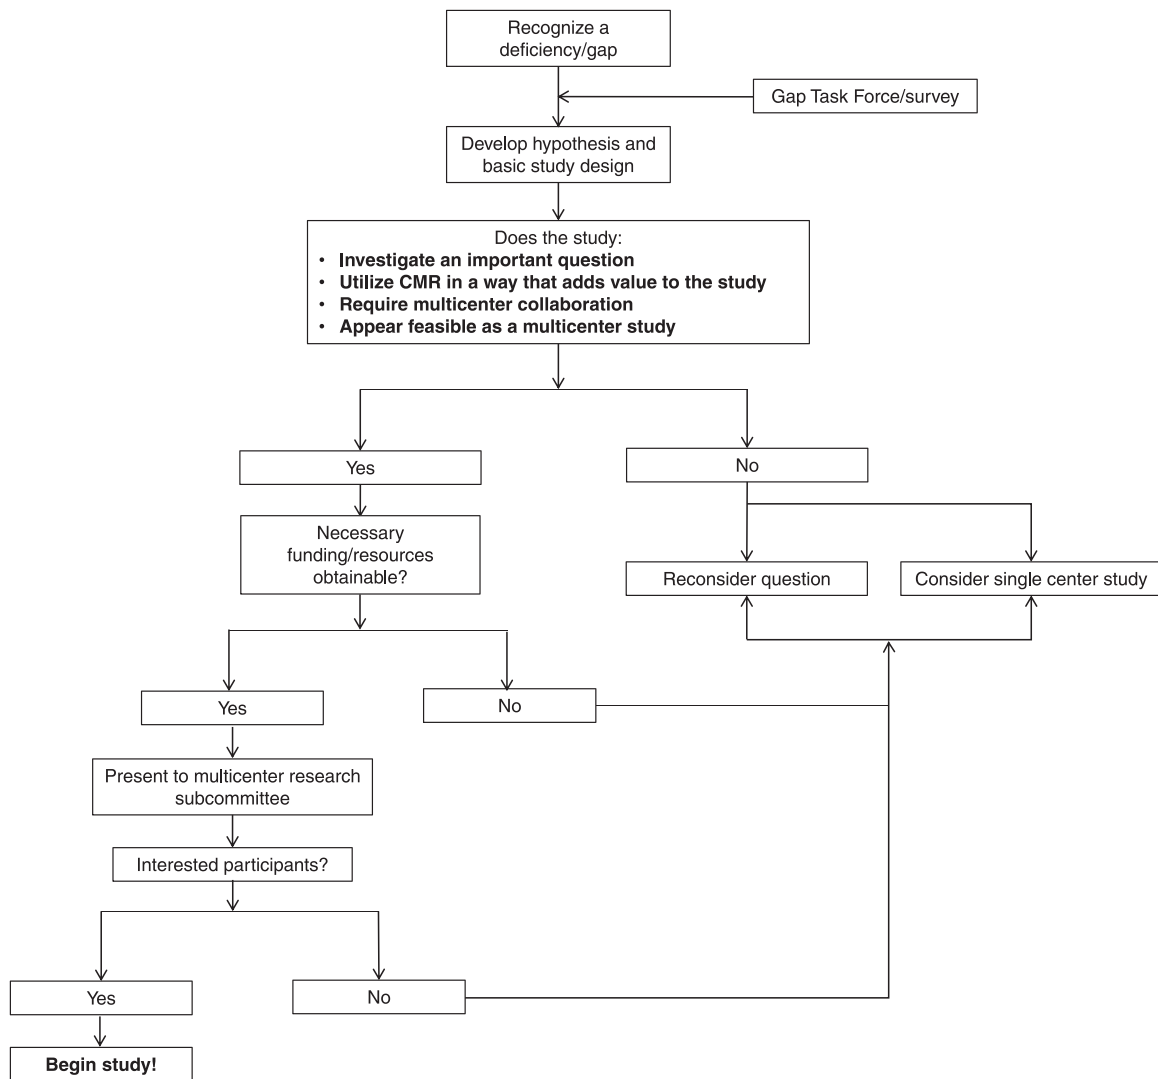 Recognize a
deficiency/gap
Gap Task Force/survey
Develop hypothesis and
basic study design
Does the study:
• Investigate an important question
• Utilize CMR in a way that adds value to the study
• Require multicenter collaboration
• Appear feasible as a multicenter study
Yes
No
Necessary
funding/resources
obtainable?
Reconsider question
Consider single center study
Yes
No
Present to multicenter research
subcommittee
Interested participants?
Yes
No
Begin study!